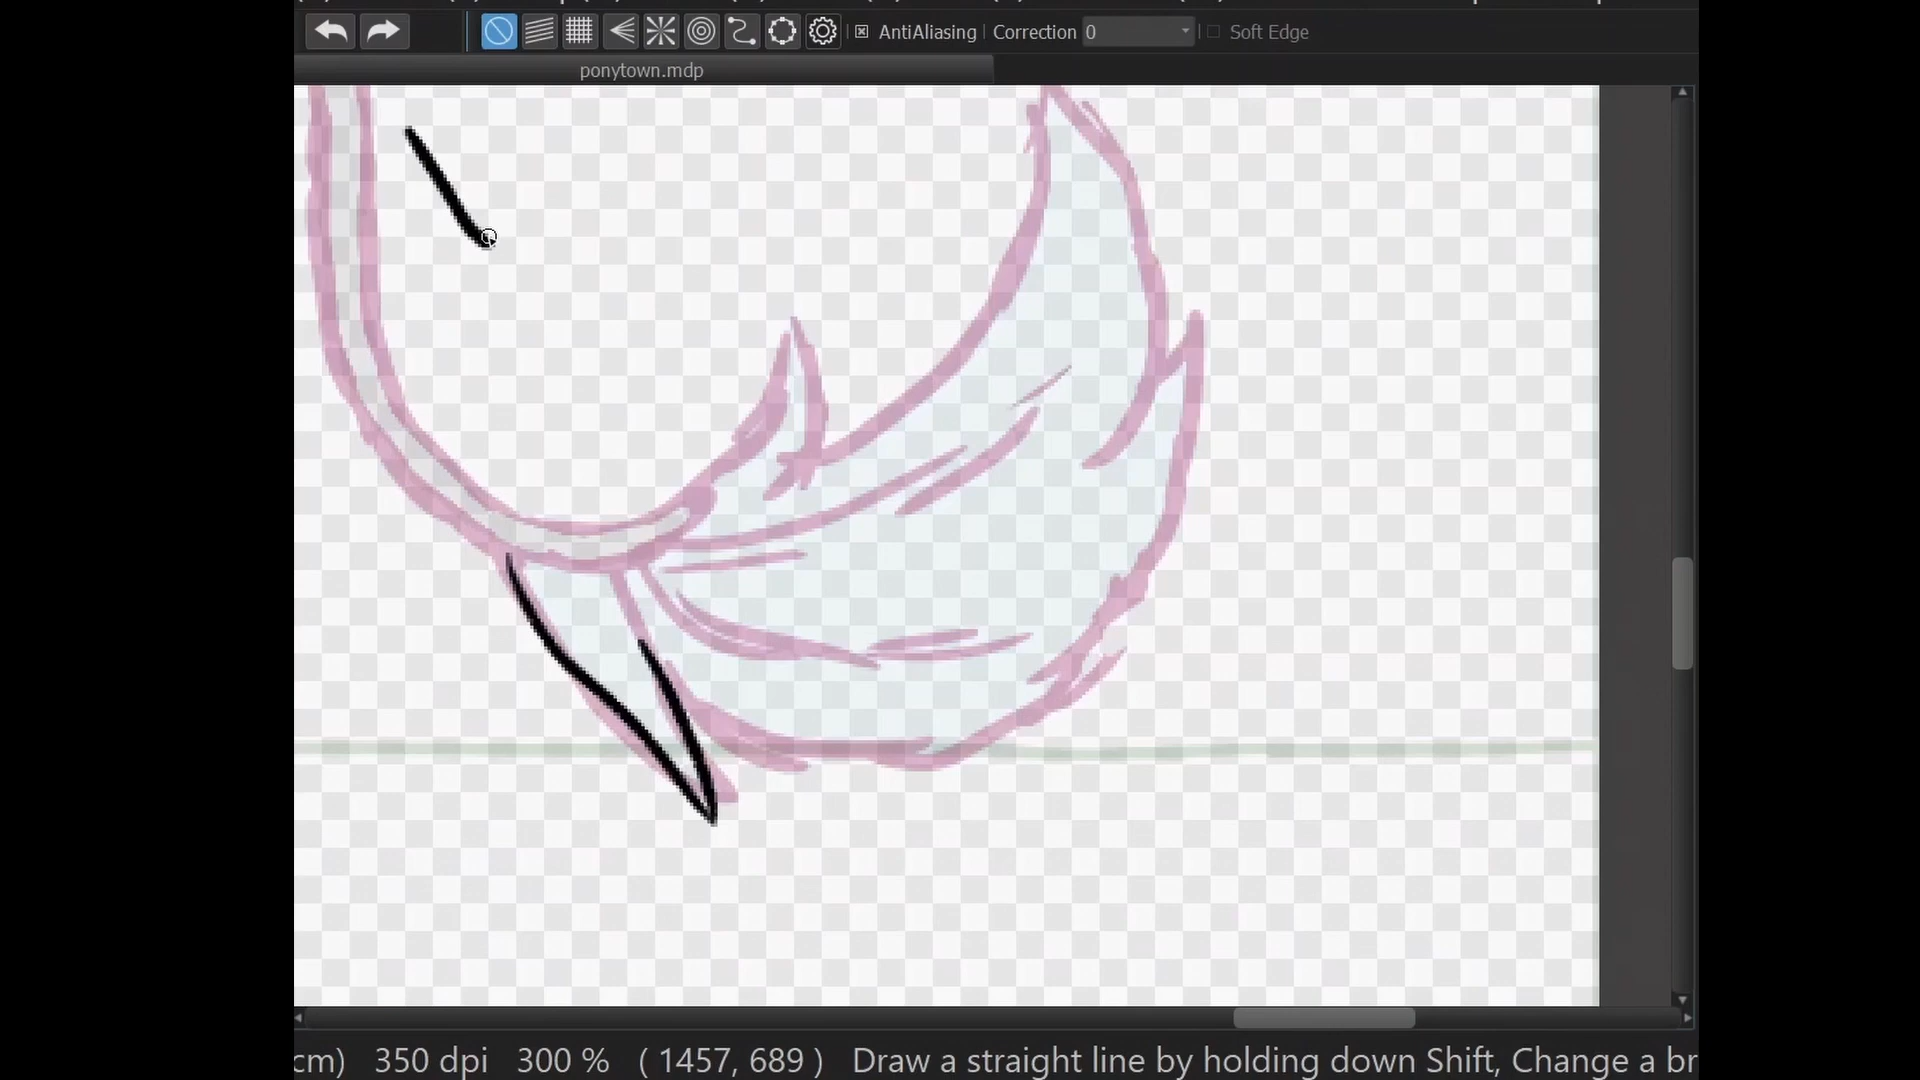 AntiAliasing Correction 0 Soft Edge
ponytown.mdp
cm) 350 dpi 300 % ( 1457, 689 ) Draw a straight line by holding down Shift, Change a br